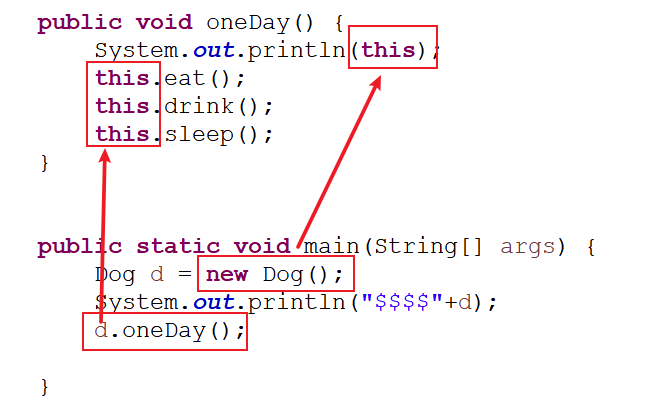 public void oneDay() {
System.out.println(this);
this.eat();
this.drink();
this.sleep();
}
public static void main(String[] args) {
Dog d = new Dog();
System.out.println("$$$$"+d);
d.oneDay();
}